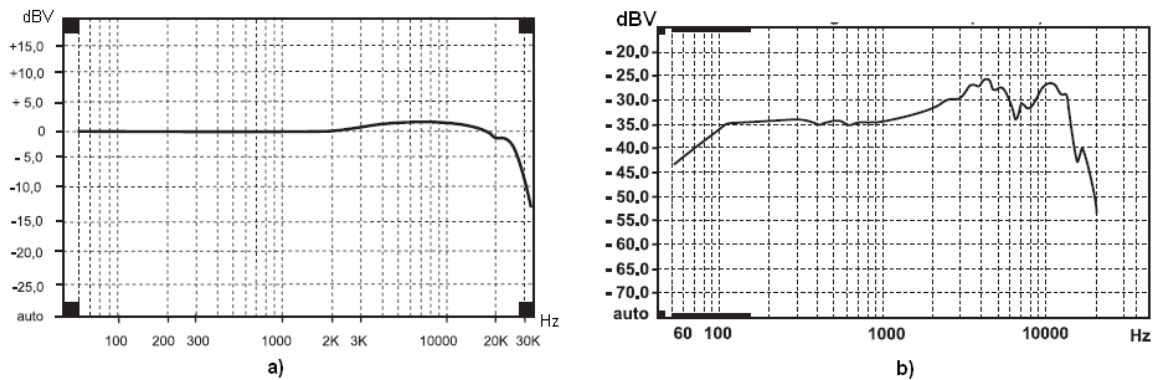 dBV
+15,0
+10,0
+ 5,0
0
- 5,0
-10,0
-15,0
-20,0
-25,0
auto
100 200 300 1000 2K 3K 10000 20K 30K
Hz
a)
dBV
- 20.0
- 25.0
- 30.0
- 35.0
- 40.0
- 45.0
- 50.0
- 55.0
- 60.0
- 65.0
- 70.0
auto
60 100 1000 10000 Hz
b)